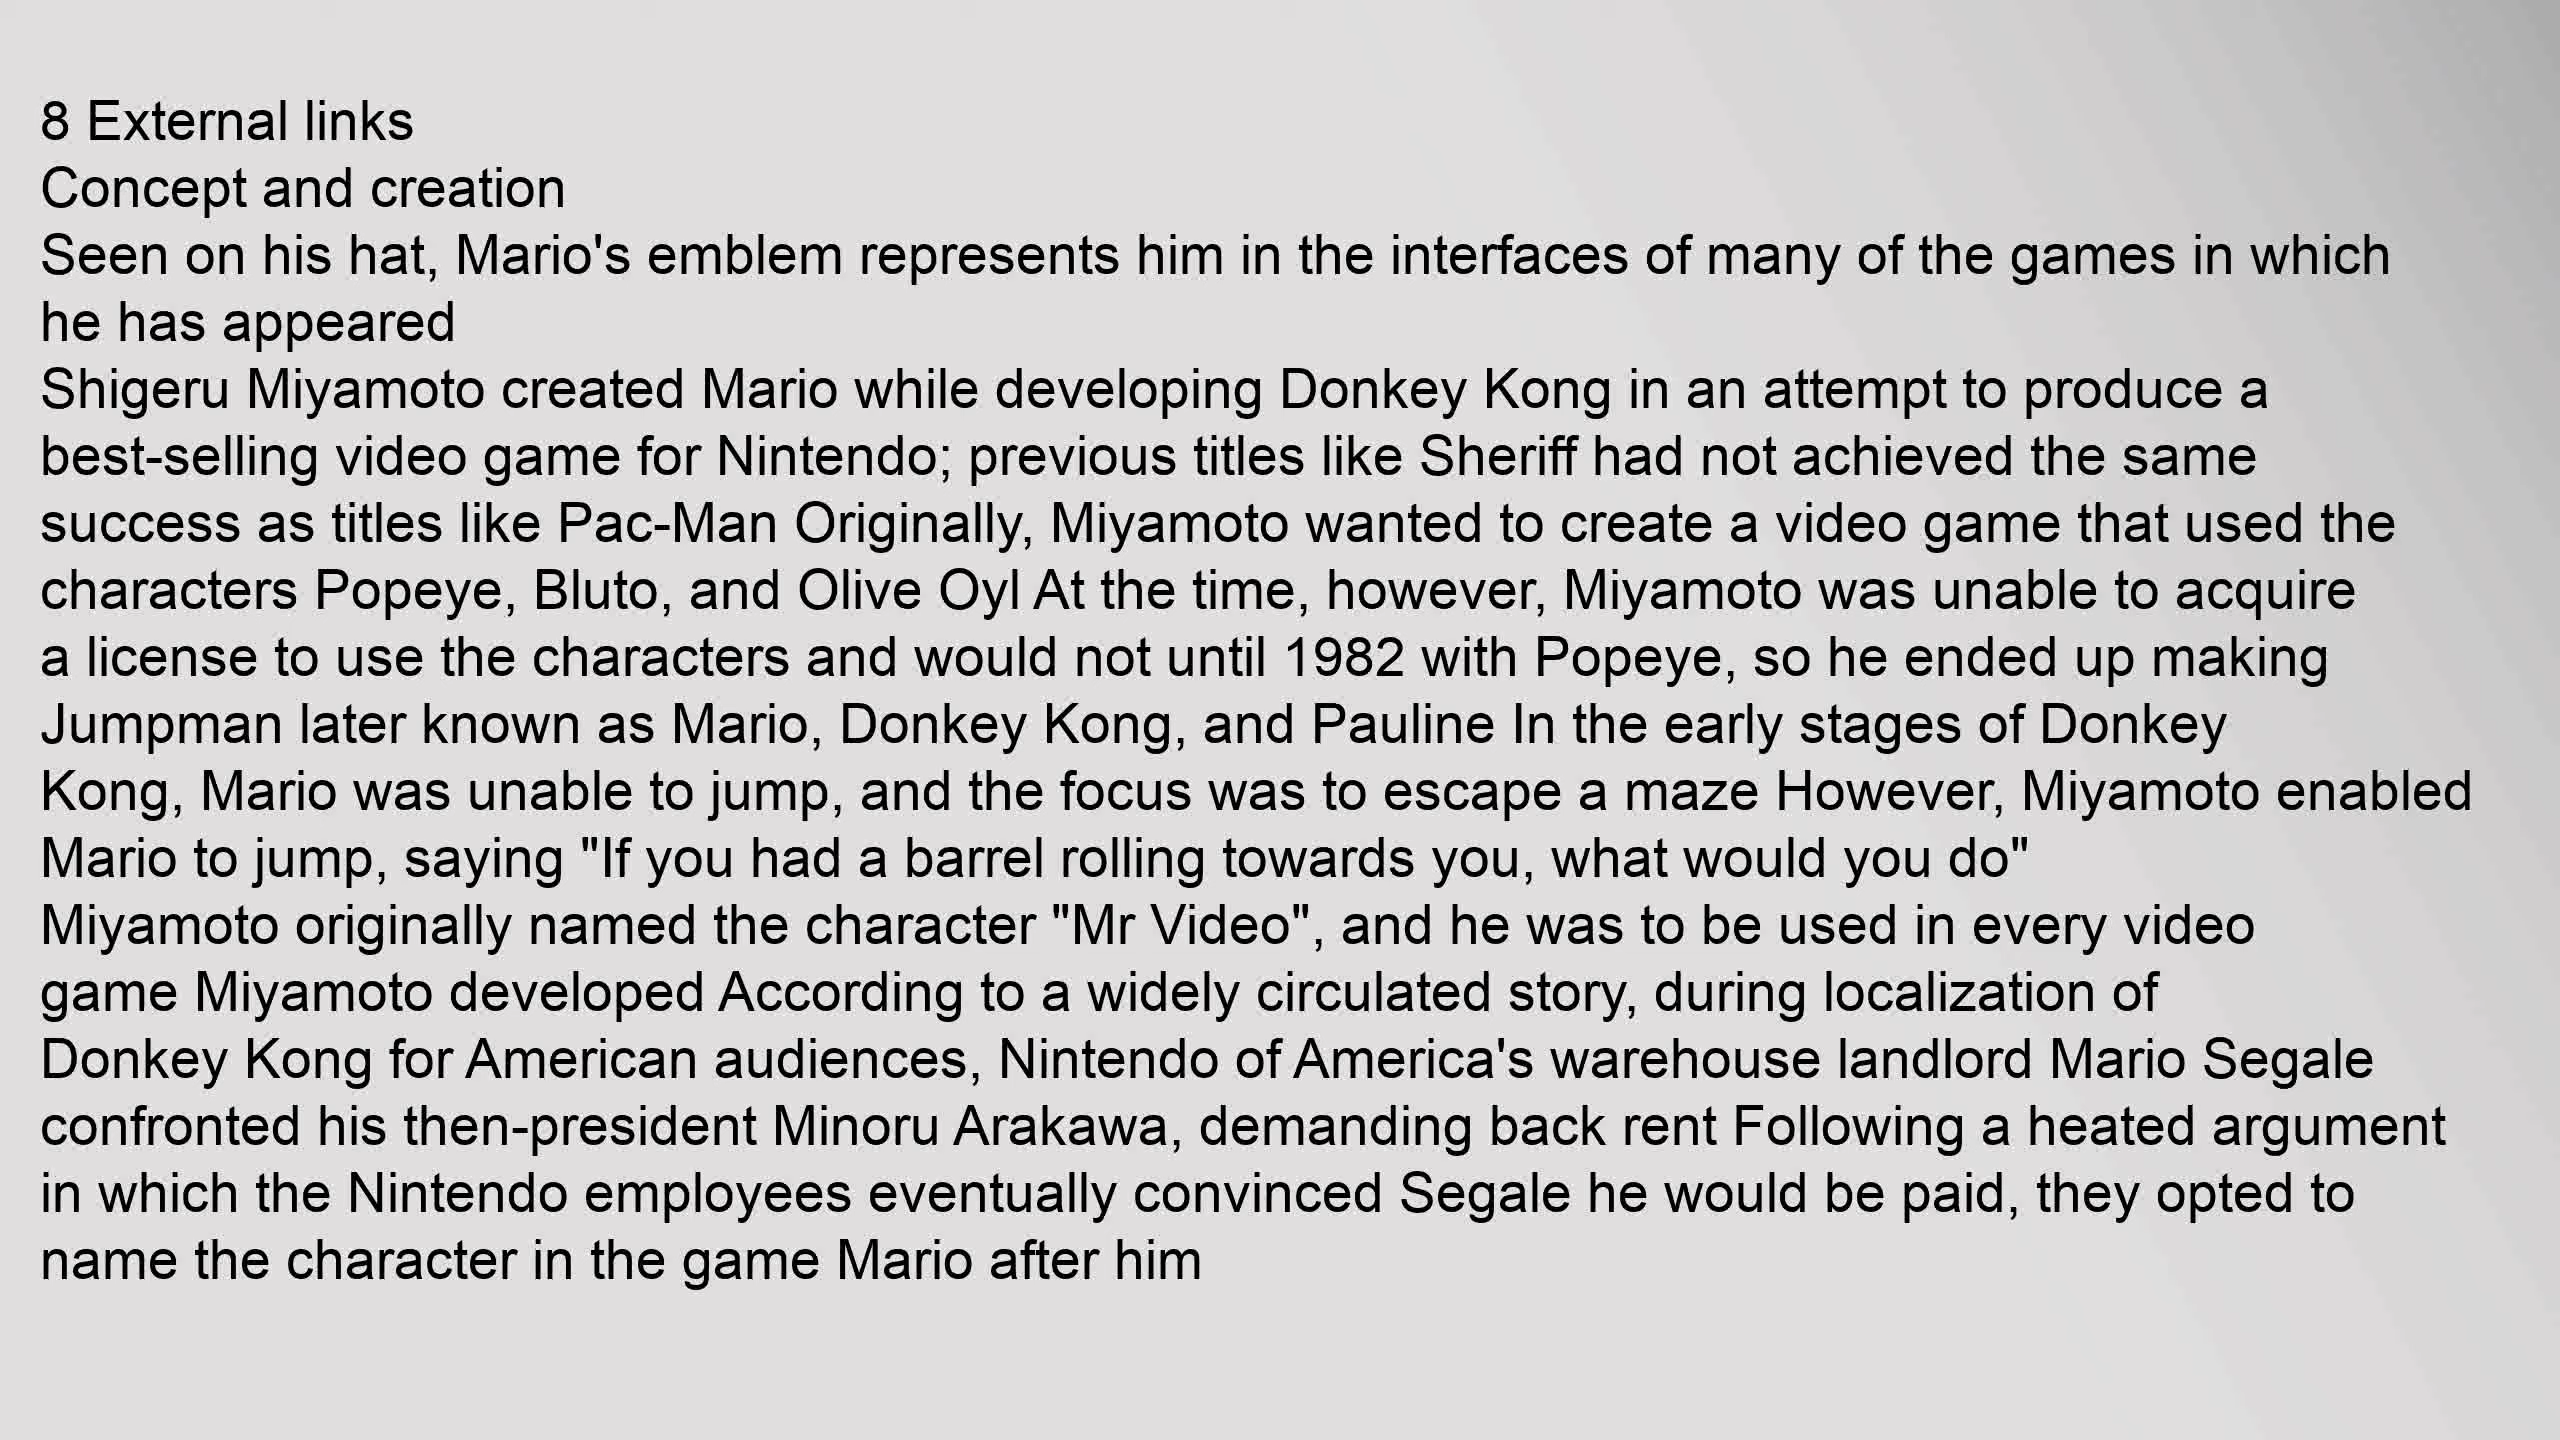 8 External links
Concept and creation
Seen on his hat, Mario's emblem represents him in the interfaces of many of the games in which
he has appeared
Shigeru Miyamoto created Mario while developing Donkey Kong in an attempt to produce a
best-selling video game for Nintendo; previous titles like Sheriff had not achieved the same
success as titles like Pac-Man Originally, Miyamoto wanted to create a video game that used the
characters Popeye, Bluto, and Olive Oyl At the time, however, Miyamoto was unable to acquire
a license to use the characters and would not until 1982 with Popeye, so he ended up making
Jumpman later known as Mario, Donkey Kong, and Pauline In the early stages of Donkey
Kong, Mario was unable to jump, and the focus was to escape a maze However, Miyamoto enabled
Mario to jump, saying "If you had a barrel rolling towards you, what would you do"
Miyamoto originally named the character "Mr Video", and he was to be used in every video
game Miyamoto developed According to a widely circulated story, during localization of
Donkey Kong for American audiences, Nintendo of America's warehouse landlord Mario Segale
confronted his then-president Minoru Arakawa, demanding back rent Following a heated argument
in which the Nintendo employees eventually convinced Segale he would be paid, they opted to
name the character in the game Mario after him